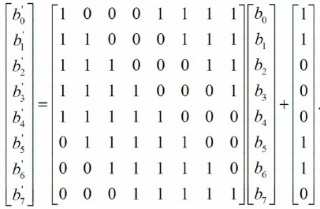 b'0 1 0 0 0 1 1 1 1 b0 1
b'1 1 1 0 0 0 1 1 1 b1 1
b'2 1 1 1 0 0 0 1 1 b2 0
b'3 = 1 1 1 1 0 0 0 1 b3 + 0
b'4 1 1 1 1 1 0 0 0 b4 0
b'5 0 1 1 1 1 1 0 0 b5 1
b'6 0 0 1 1 1 1 1 0 b6 1
b'7 0 0 0 1 1 1 1 1 b7 0 .